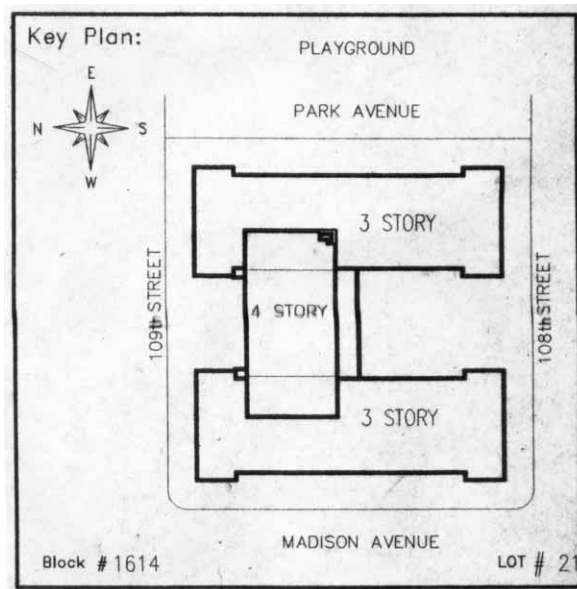 Key Plan:
PLAYGROUND
E
N S
W
PARK AVENUE
3 STORY
109th STREET
4 STORY
108th STREET
3 STORY
MADISON AVENUE
Block # 1614
LOT # 21